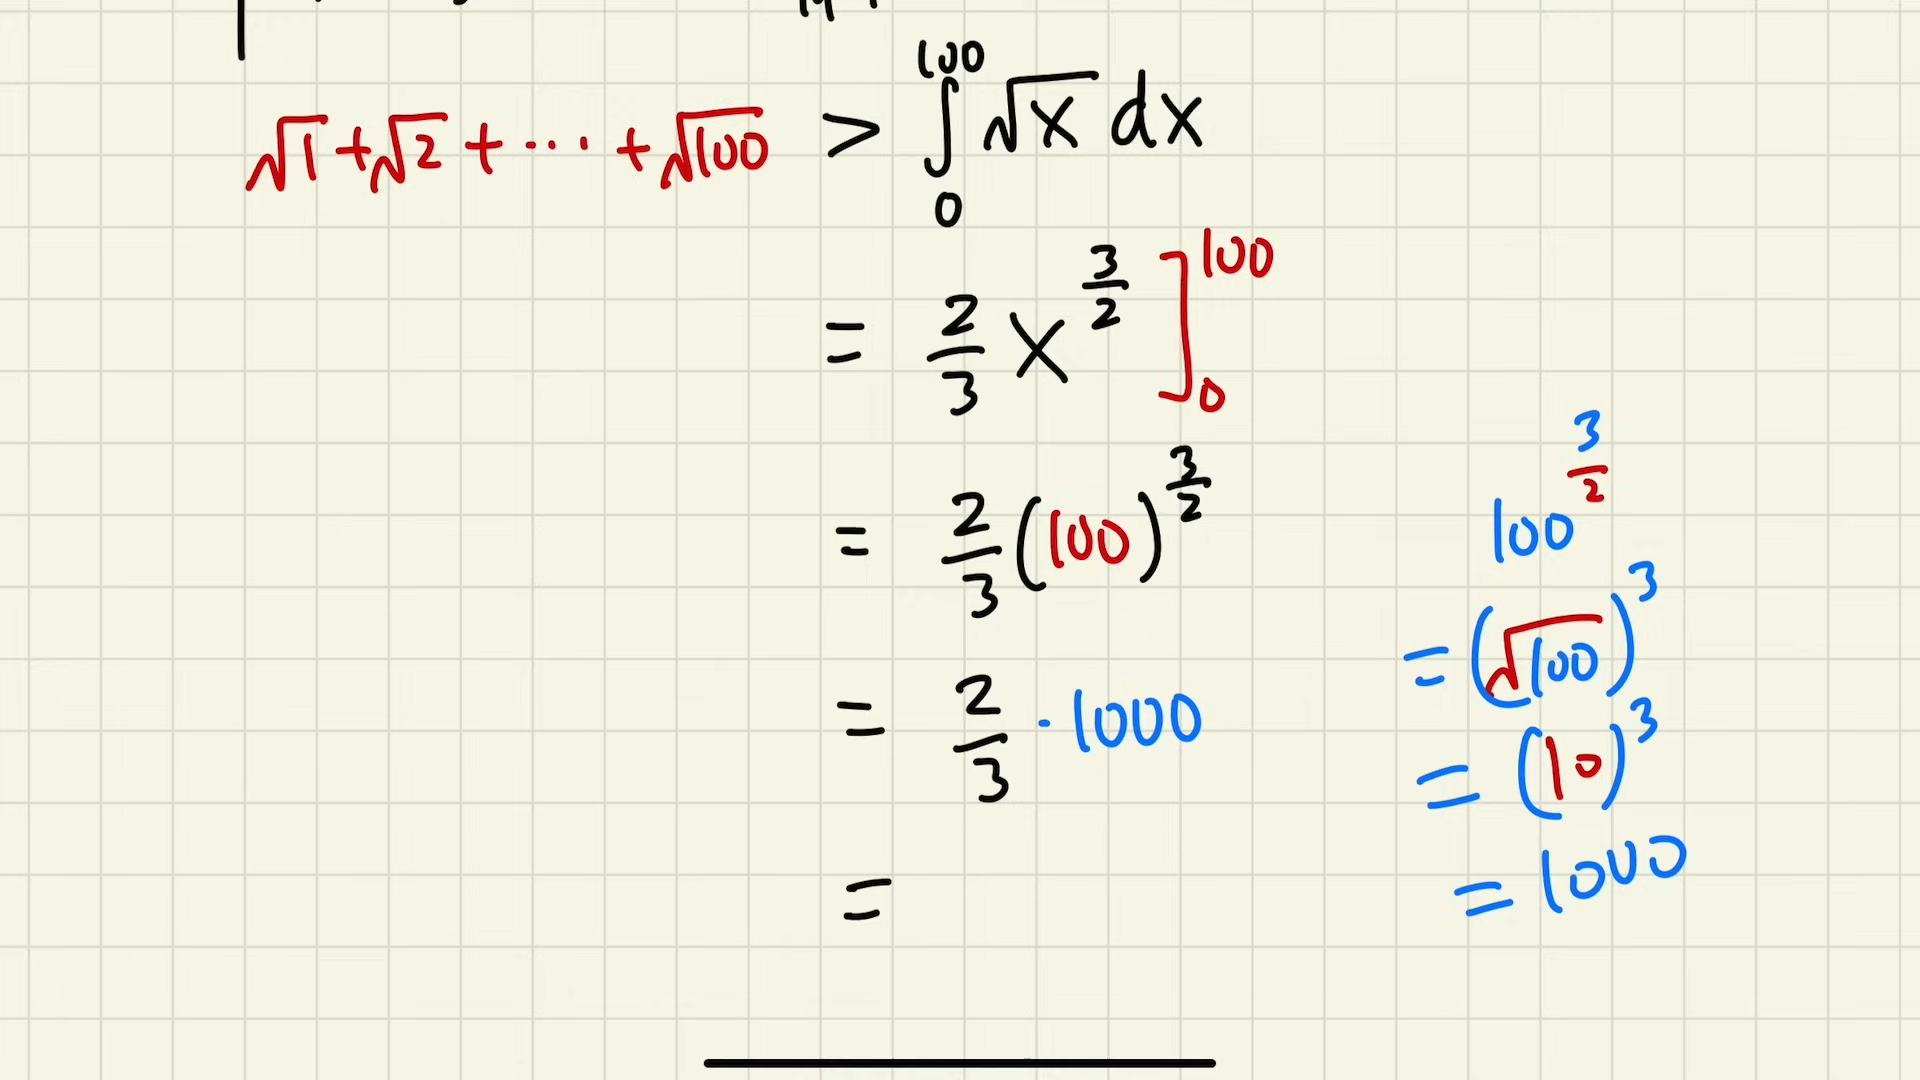 √1 + √2 + ··· + √100 > ∫₀¹⁰⁰ √x dx
= 2/3 x^(3/2) ]₀¹⁰⁰
= 2/3 (100)^(3/2)
= 2/3 · 1000
=
100^(3/2)
= (√100)³
= (10)³
= 1000